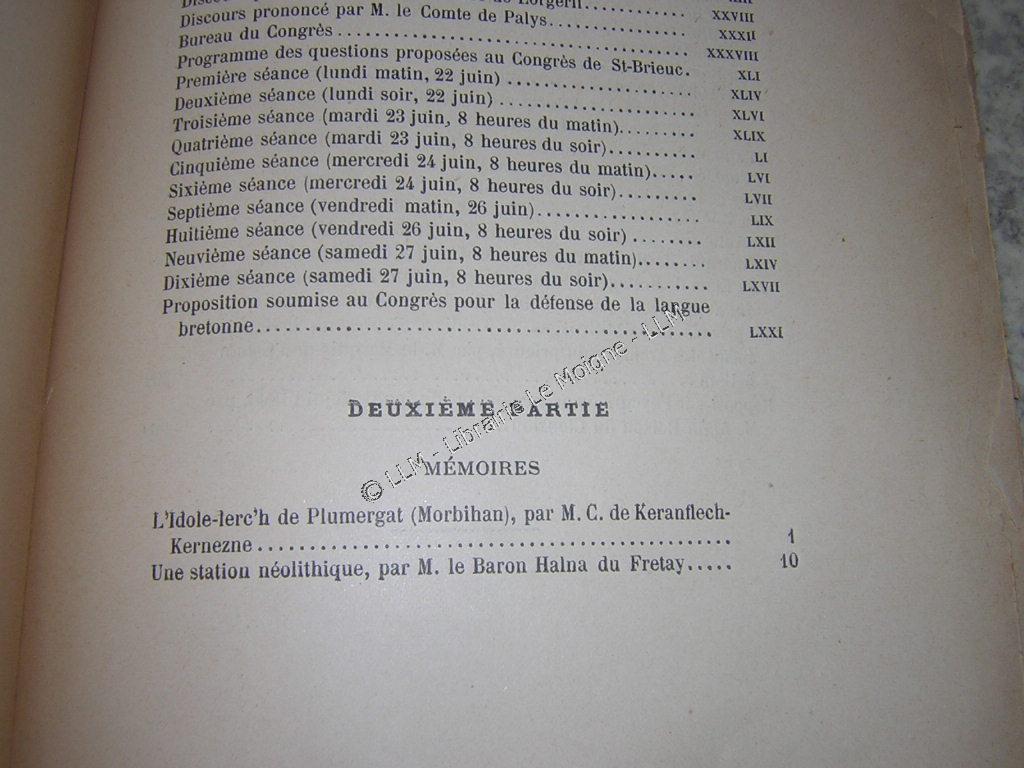 Discours prononcé par M. le Comte de Palys.............. XXVIII
Bureau du Congrès.............................. XXXII
Programme des questions proposées au Congrès de St-Brieuc. XXXVIII
Première séance (lundi matin, 22 juin).................. XLI
Deuxième séance (lundi soir, 22 juin)................... XLIV
Troisième séance (mardi 23 juin, 8 heures du matin)....... XLVI
Quatrième séance (mardi 23 juin, 8 heures du soir)......... XLIX
Cinquième séance (mercredi 24 juin, 8 heures du matin)..... LI
Sixième séance (mercredi 24 juin, 8 heures du soir)........ LVI
Septième séance (vendredi matin, 26 juin)................ LVII
Huitième séance (vendredi 26 juin, 8 heures du soir)........ LIX
Neuvième séance (samedi 27 juin, 8 heures du matin)........ LXII
Dixième séance (samedi 27 juin, 8 heures du soir).......... LXIV
LXVII
Proposition soumise au Congrès pour la défense de la langue
bretonne............................................. LXXI
DEUXIÈME PARTIE
MÉMOIRES
L'Idole-lerc'h de Plumergat (Morbihan), par M. C. de Keranflech-
Kernezne............................................. 1
Une station néolithique, par M. le Baron Halna du Fretay..... 10
© LLM - Librairie Le Moigne - LLM